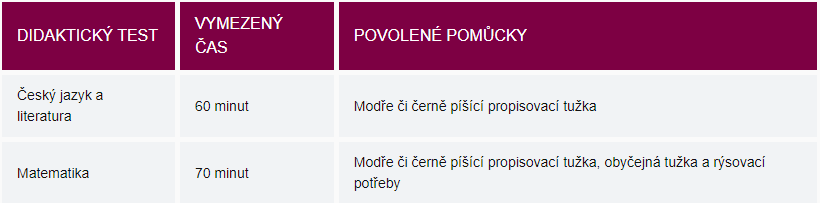 DIDAKTICKÝ TEST
VYMEZENÝ
ČAS
POVOLENÉ POMŮCKY
Český jazyk a
literatura
60 minut
Modře či černě píšící propisovací tužka
Matematika
70 minut
Modře či černě píšící propisovací tužka, obyčejná tužka a rýsovací
potřeby